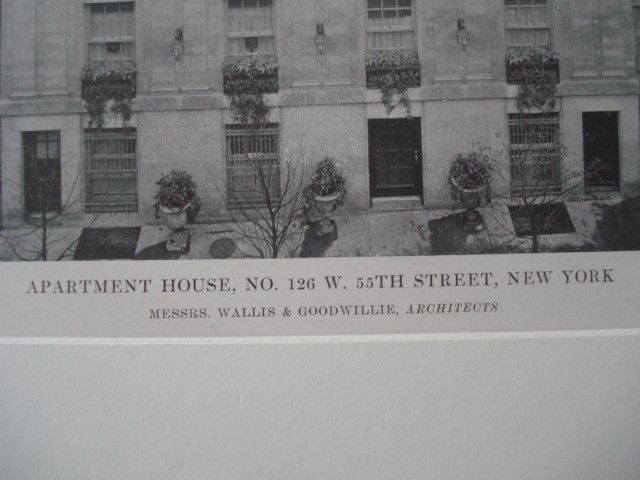 APARTMENT HOUSE, NO. 126 W. 55TH STREET, NEW YORK
MESSRS. WALLIS & GOODWILLIE, ARCHITECTS